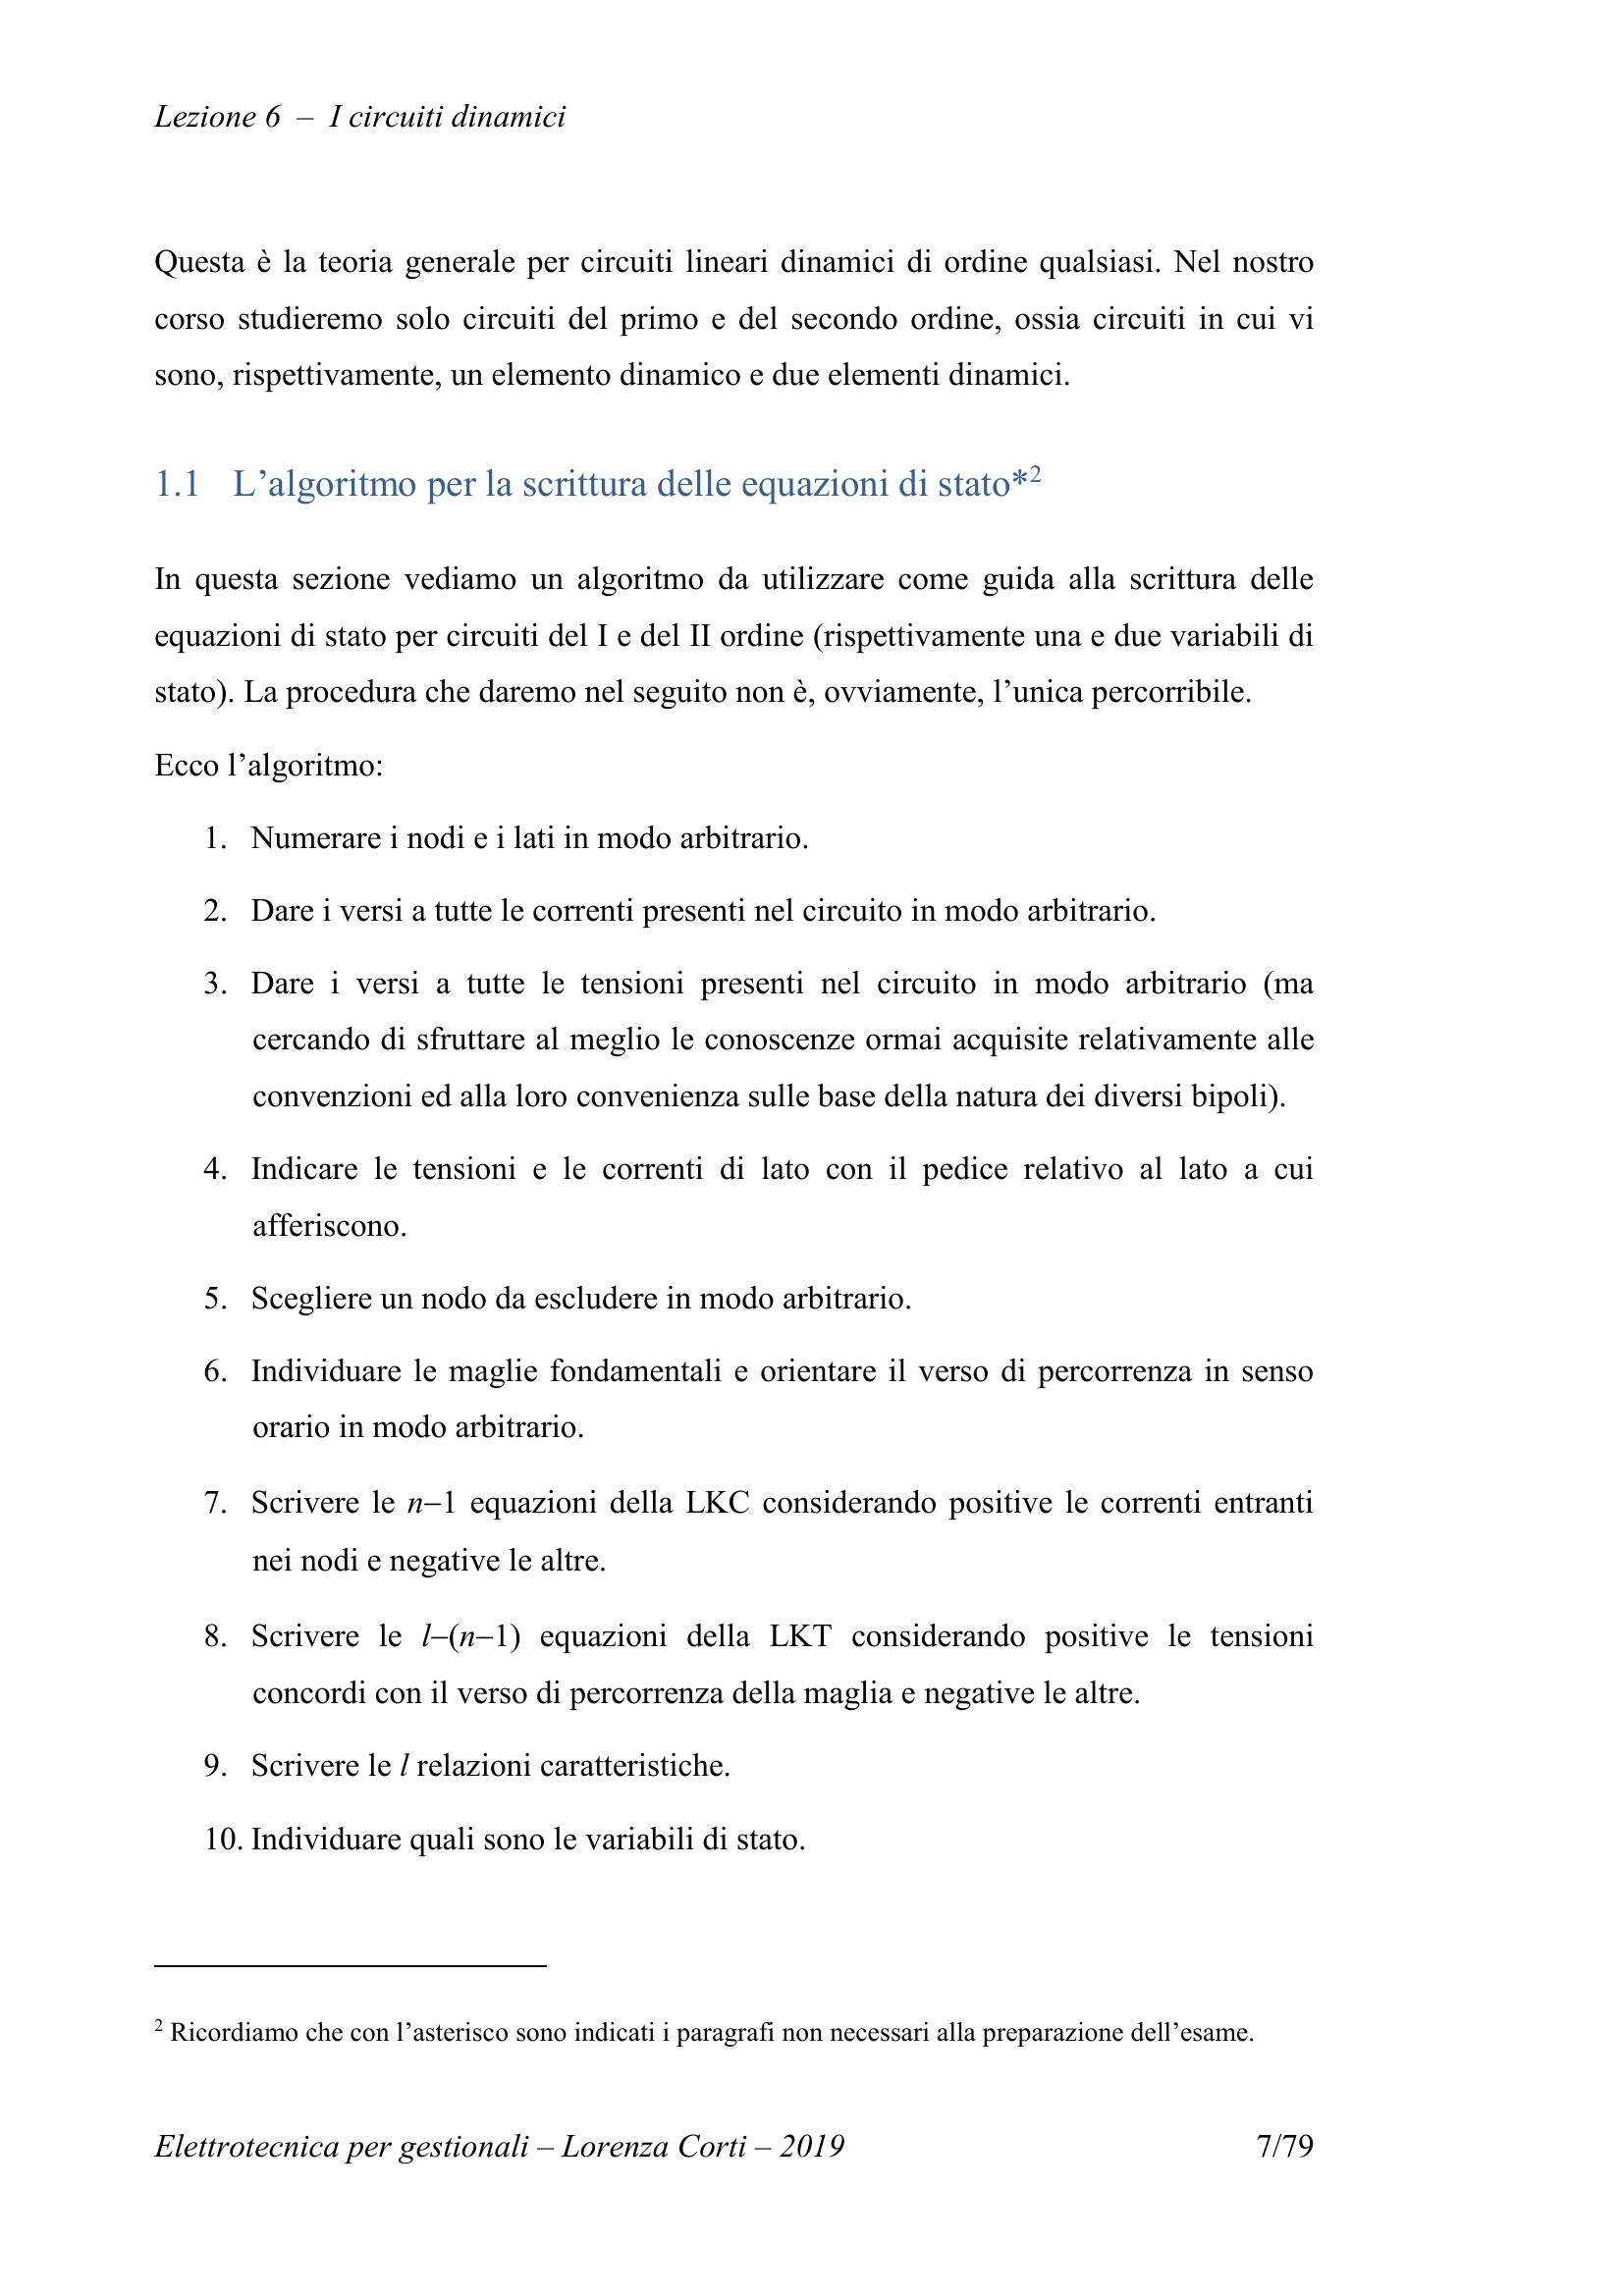 Lezione 6 – I circuiti dinamici
Questa è la teoria generale per circuiti lineari dinamici di ordine qualsiasi. Nel nostro
corso studieremo solo circuiti del primo e del secondo ordine, ossia circuiti in cui vi
sono, rispettivamente, un elemento dinamico e due elementi dinamici.
1.1 L’algoritmo per la scrittura delle equazioni di stato*2
In questa sezione vediamo un algoritmo da utilizzare come guida alla scrittura delle
equazioni di stato per circuiti del I e del II ordine (rispettivamente una e due variabili di
stato). La procedura che daremo nel seguito non è, ovviamente, l’unica percorribile.
Ecco l’algoritmo:
1. Numerare i nodi e i lati in modo arbitrario.
2. Dare i versi a tutte le correnti presenti nel circuito in modo arbitrario.
3. Dare i versi a tutte le tensioni presenti nel circuito in modo arbitrario (ma
cercando di sfruttare al meglio le conoscenze ormai acquisite relativamente alle
convenzioni ed alla loro convenienza sulle base della natura dei diversi bipoli).
4. Indicare le tensioni e le correnti di lato con il pedice relativo al lato a cui
afferiscono.
5. Scegliere un nodo da escludere in modo arbitrario.
6. Individuare le maglie fondamentali e orientare il verso di percorrenza in senso
orario in modo arbitrario.
7. Scrivere le n–1 equazioni della LKC considerando positive le correnti entranti
nei nodi e negative le altre.
8. Scrivere le l–(n–1) equazioni della LKT considerando positive le tensioni
concordi con il verso di percorrenza della maglia e negative le altre.
9. Scrivere le l relazioni caratteristiche.
10. Individuare quali sono le variabili di stato.
2 Ricordiamo che con l’asterisco sono indicati i paragrafi non necessari alla preparazione dell’esame.
Elettrotecnica per gestionali – Lorenza Corti – 2019 7/79